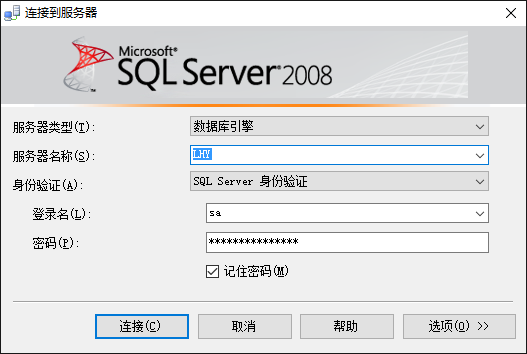 连接到服务器
Microsoft®
SQL Server® 2008
服务器类型(T):
数据库引擎
服务器名称(S):
LHY
身份验证(A):
SQL Server 身份验证
登录名(L):
sa
密码(P):
***************
记住密码(M)
连接(C)
取消
帮助
选项(O) >>